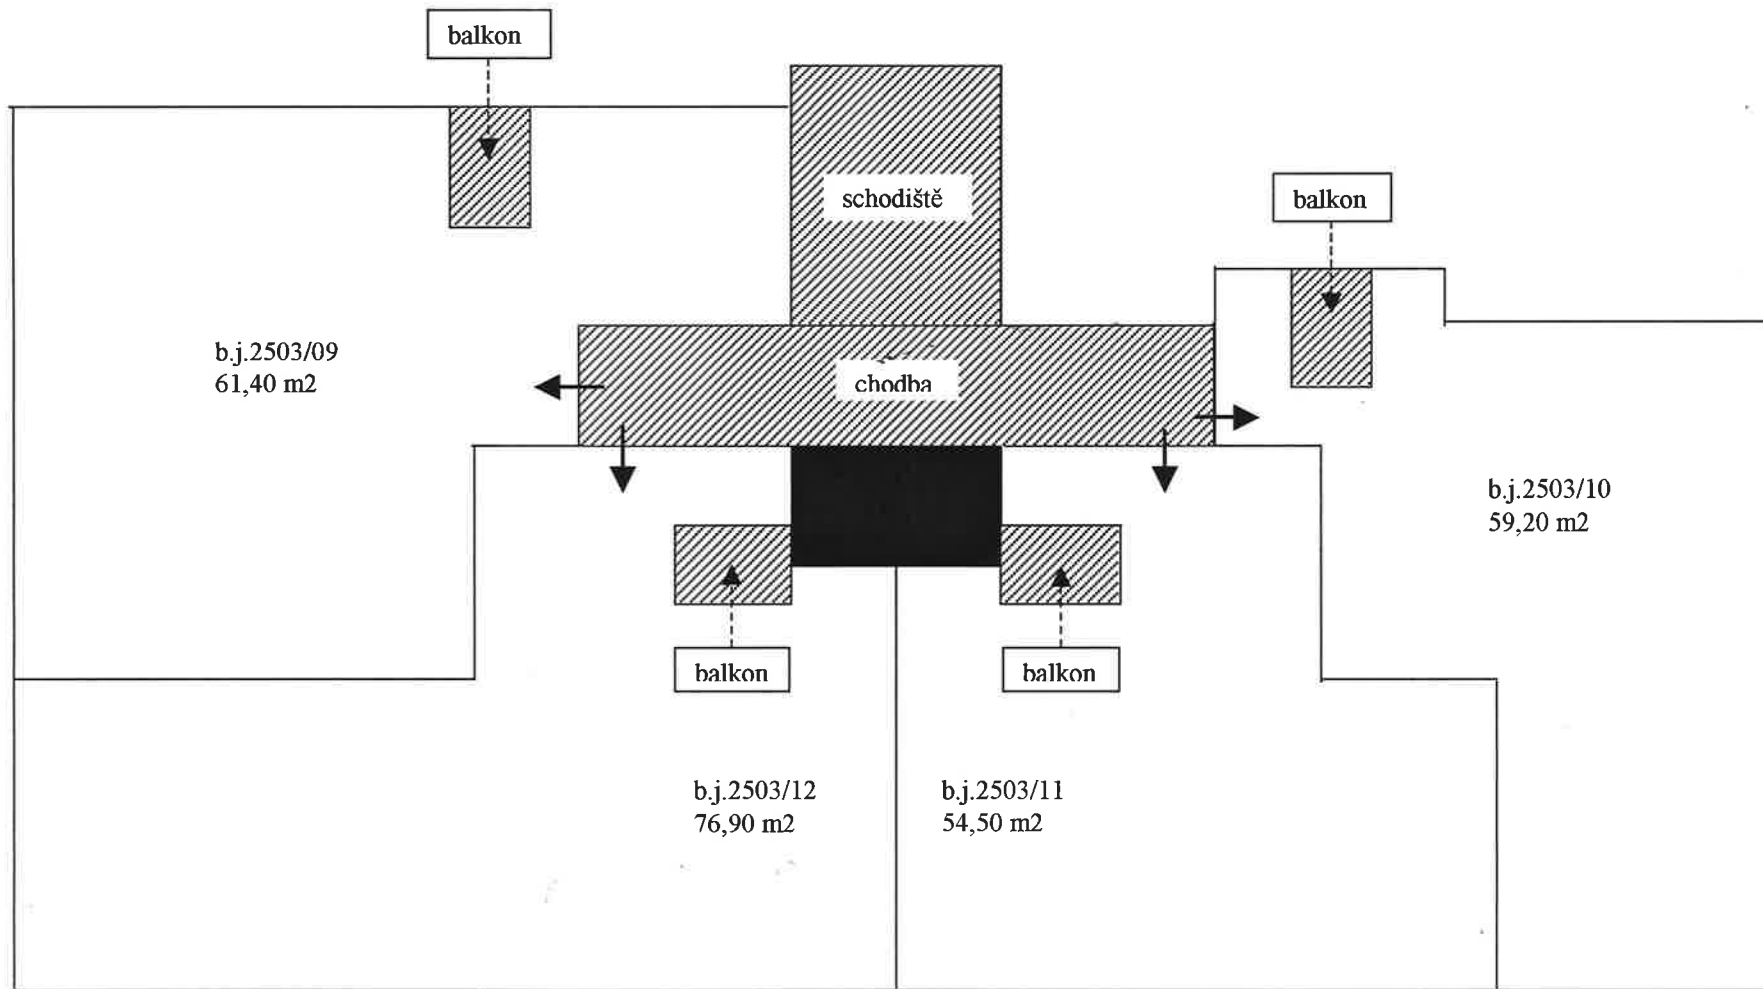 balkon
schodiště
balkon
b.j.2503/09
61,40 m2
chodba
b.j.2503/10
59,20 m2
balkon
balkon
b.j.2503/12
76,90 m2
b.j.2503/11
54,50 m2